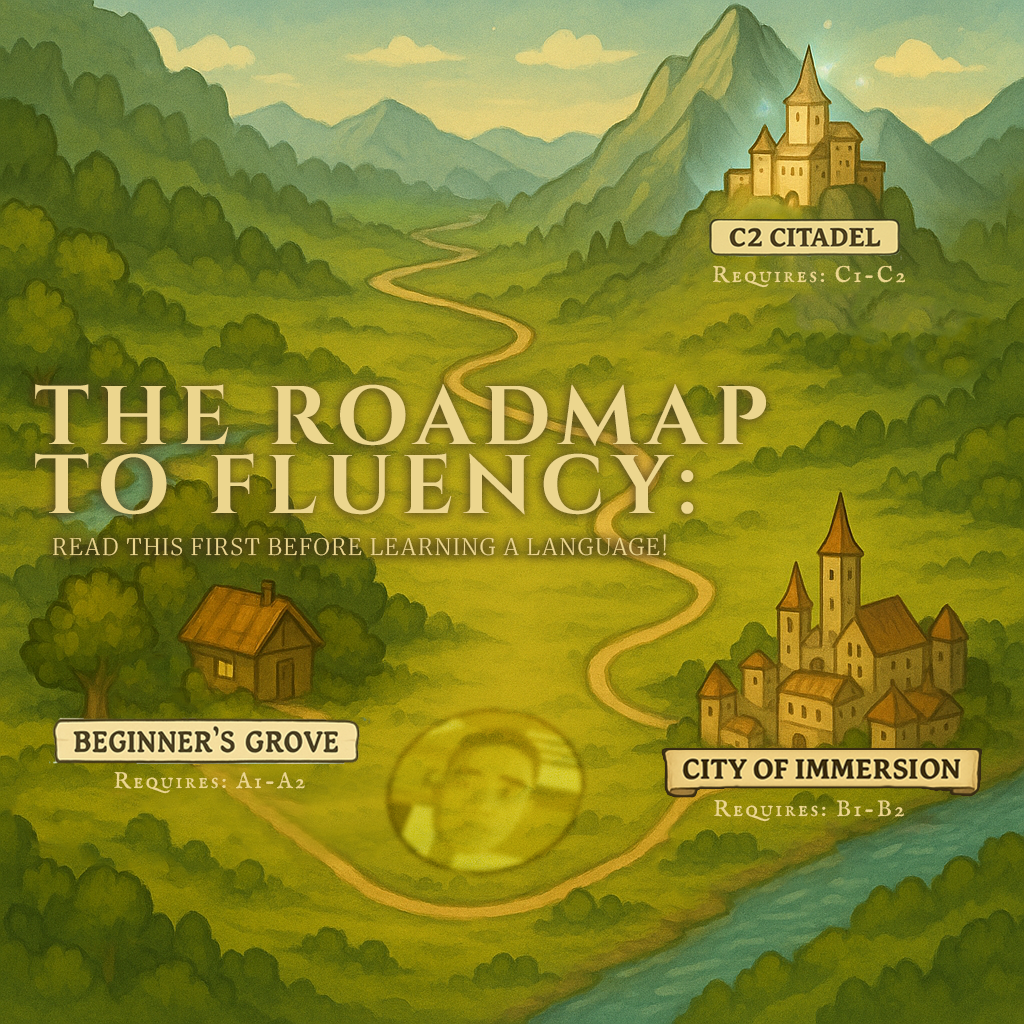 C2 CITADEL
Requires: C1-C2
THE ROADMAP
TO FLUENCY:
READ THIS FIRST BEFORE LEARNING A LANGUAGE!
BEGINNER'S GROVE
Requires: A1-A2
CITY OF IMMERSION
Requires: B1-B2